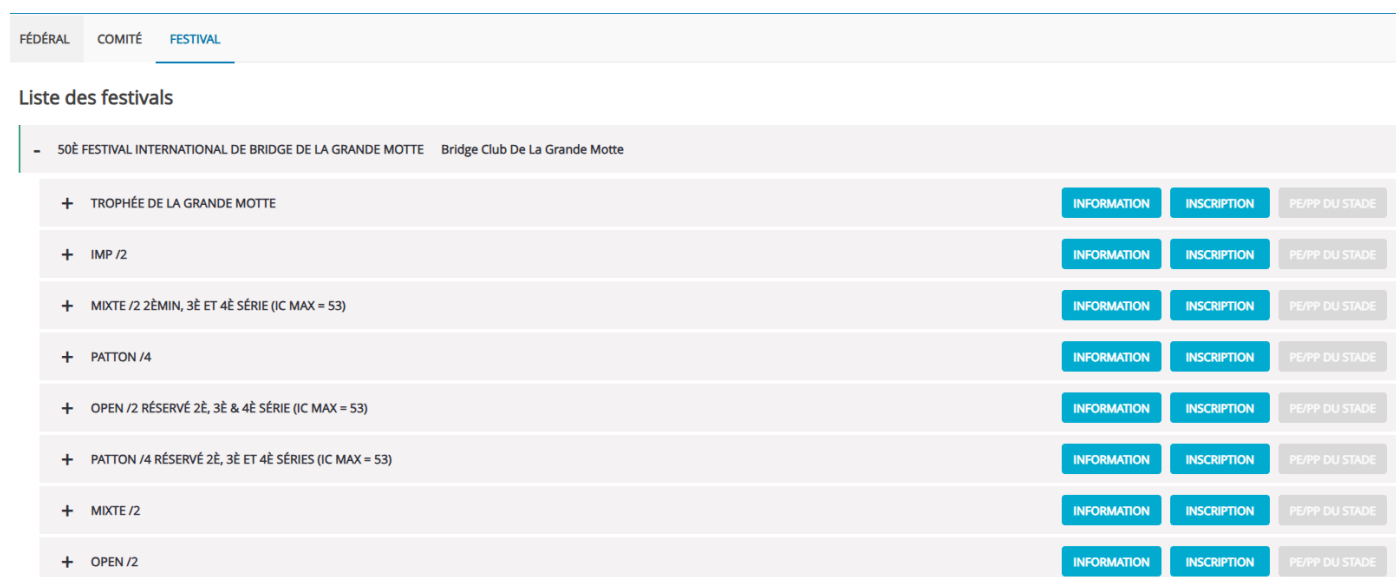 FÉDÉRAL COMITÉ FESTIVAL
Liste des festivals
- 50È FESTIVAL INTERNATIONAL DE BRIDGE DE LA GRANDE MOTTE Bridge Club De La Grande Motte
+ TROPHÉE DE LA GRANDE MOTTE INFORMATION INSCRIPTION PE/PP DU STADE
+ IMP /2 INFORMATION INSCRIPTION PE/PP DU STADE
+ MIXTE /2 2ÈMIN, 3È ET 4È SÉRIE (IC MAX = 53) INFORMATION INSCRIPTION PE/PP DU STADE
+ PATTON /4 INFORMATION INSCRIPTION PE/PP DU STADE
+ OPEN /2 RÉSERVÉ 2È, 3È & 4È SÉRIE (IC MAX = 53) INFORMATION INSCRIPTION PE/PP DU STADE
+ PATTON /4 RÉSERVÉ 2È, 3È ET 4È SÉRIES (IC MAX = 53) INFORMATION INSCRIPTION PE/PP DU STADE
+ MIXTE /2 INFORMATION INSCRIPTION PE/PP DU STADE
+ OPEN /2 INFORMATION INSCRIPTION PE/PP DU STADE